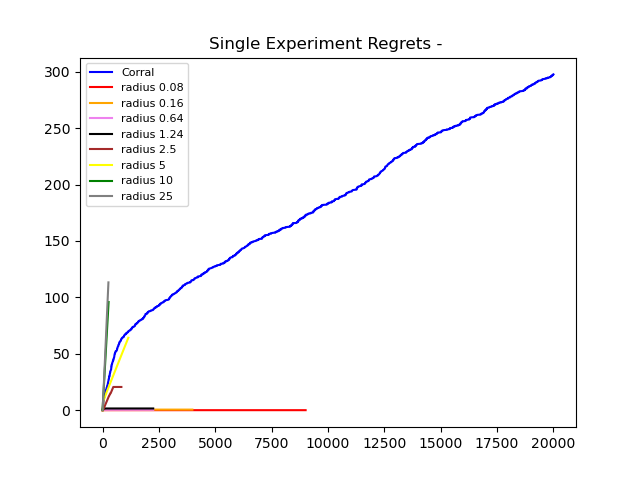 Single Experiment Regrets -
300
250
200
150
100
50
0
Corral
radius 0.08
radius 0.16
radius 0.64
radius 1.24
radius 2.5
radius 5
radius 10
radius 25
0 2500 5000 7500 10000 12500 15000 17500 20000